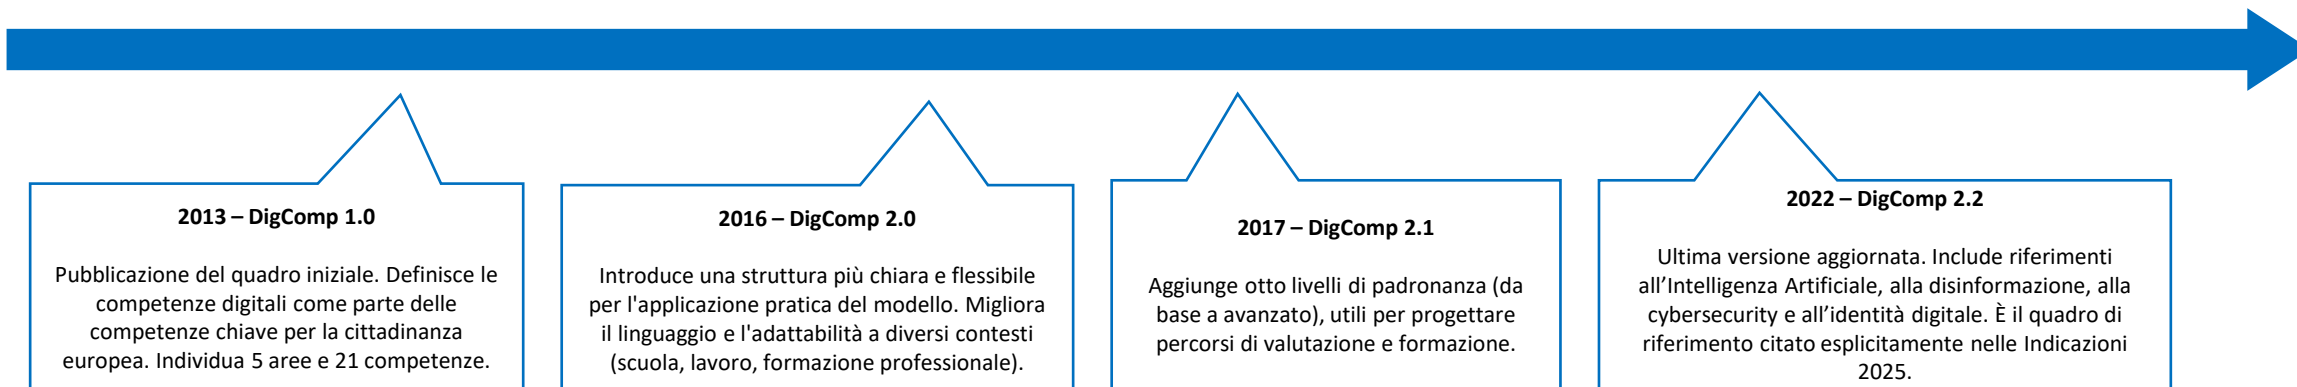 2013 – DigComp 1.0
Pubblicazione del quadro iniziale. Definisce le
competenze digitali come parte delle
competenze chiave per la cittadinanza
europea. Individua 5 aree e 21 competenze.
2016 – DigComp 2.0
Introduce una struttura più chiara e flessibile
per l'applicazione pratica del modello. Migliora
il linguaggio e l'adattabilità a diversi contesti
(scuola, lavoro, formazione professionale).
2017 – DigComp 2.1
Aggiunge otto livelli di padronanza (da
base a avanzato), utili per progettare
percorsi di valutazione e formazione.
2022 – DigComp 2.2
Ultima versione aggiornata. Include riferimenti
all’Intelligenza Artificiale, alla disinformazione, alla
cybersecurity e all’identità digitale. È il quadro di
riferimento citato esplicitamente nelle Indicazioni
2025.